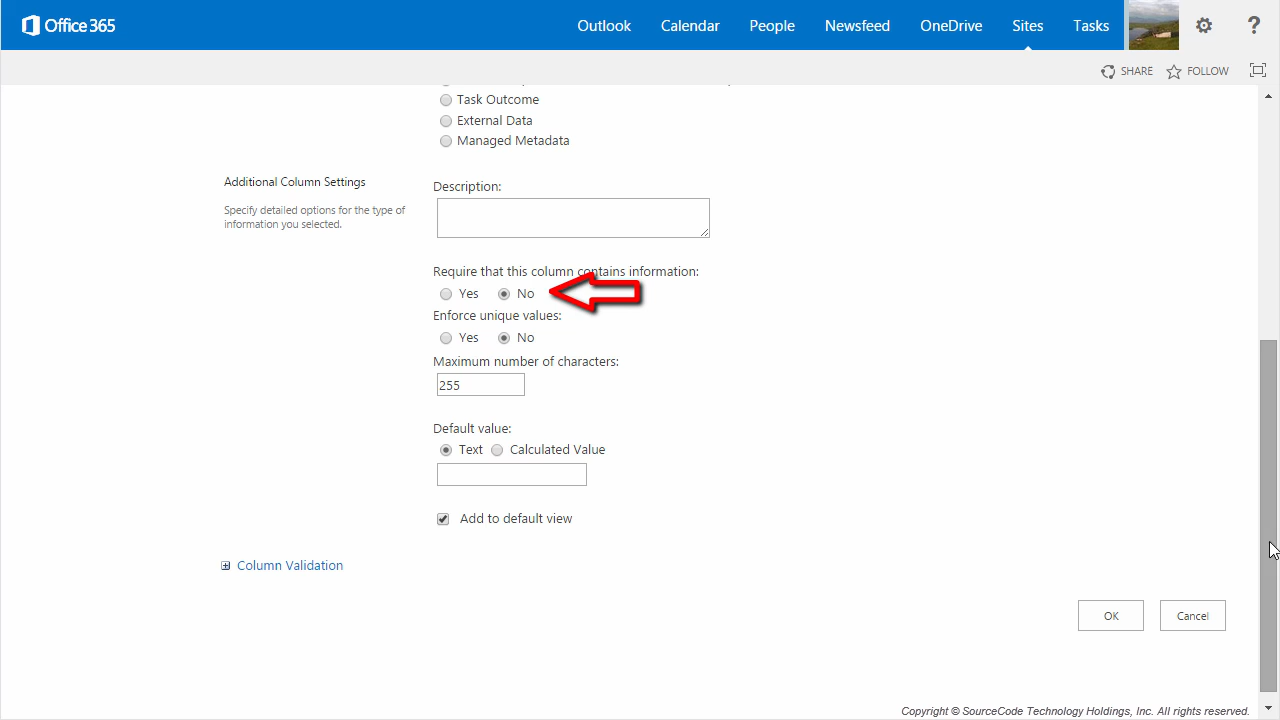 Office 365
Outlook Calendar People Newsfeed OneDrive Sites Tasks ?
SHARE FOLLOW
Task Outcome
External Data
Managed Metadata
Additional Column Settings
Specify detailed options for the type of
information you selected.
Description:
Require that this column contains information:
Yes No
Enforce unique values:
Yes No
Maximum number of characters:
255
Default value:
Text Calculated Value
Add to default view
Column Validation
OK Cancel
Copyright © SourceCode Technology Holdings, Inc. All rights reserved.